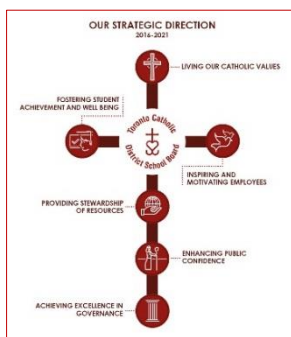 OUR STRATEGIC DIRECTION
2016-2021
LIVING OUR CATHOLIC VALUES
FOSTERING STUDENT
ACHIEVEMENT AND WELL BEING
Toronto Catholic
District School Board
INSPIRING AND
MOTIVATING EMPLOYEES
PROVIDING STEWARDSHIP
OF RESOURCES
ENHANCING PUBLIC
CONFIDENCE
ACHIEVING EXCELLENCE IN
GOVERNANCE